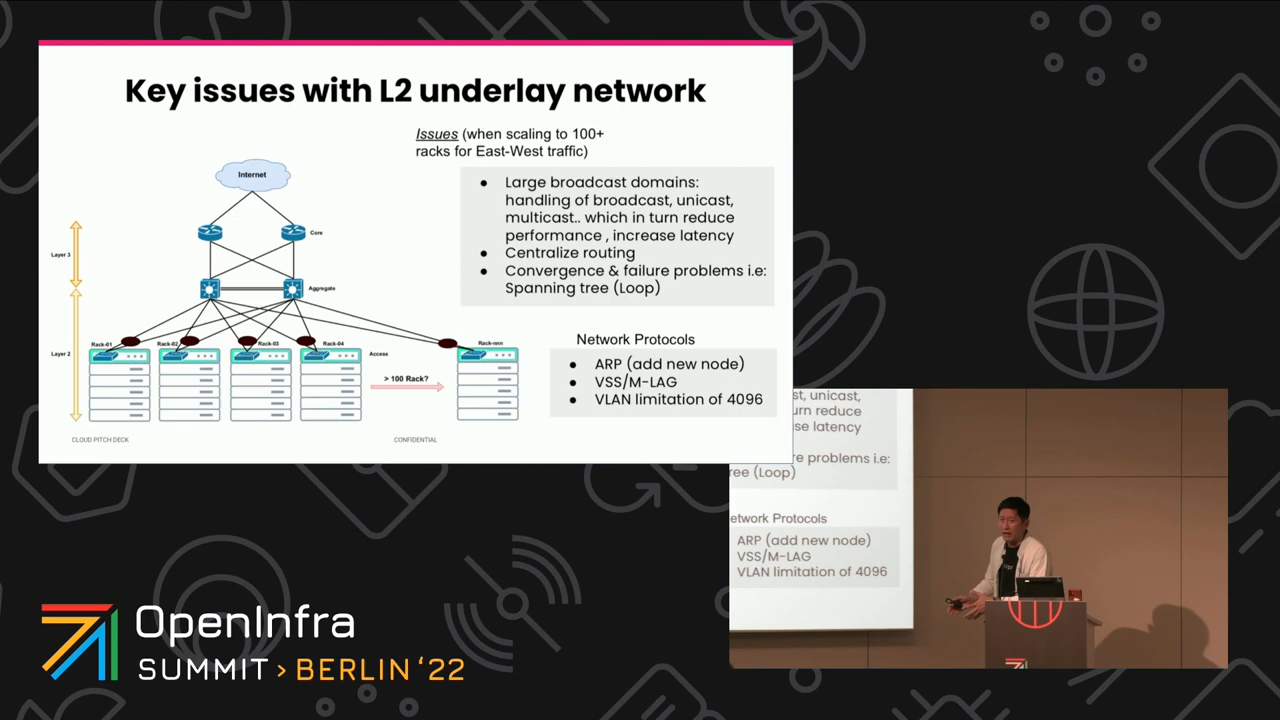 Key issues with L2 underlay network
Issues (when scaling to 100+
racks for East-West traffic)
Internet
Core
Layer 3
Aggregate
Layer 2
Rack-01
Rack-02
Rack-03
Rack-04
Access
Rack-nnn
> 100 Rack?
● Large broadcast domains:
handling of broadcast, unicast,
multicast.. which in turn reduce
performance , increase latency
● Centralize routing
● Convergence & failure problems i.e:
Spanning tree (Loop)
Network Protocols
● ARP (add new node)
● VSS/M-LAG
● VLAN limitation of 4096
CLOUD PITCH DECK
CONFIDENTIAL
st, unicast,
urn reduce
se latency
re problems i.e:
ree (Loop)
etwork Protocols
ARP (add new node)
VSS/M-LAG
VLAN limitation of 4096
OpenInfra
SUMMIT > BERLIN ‘22